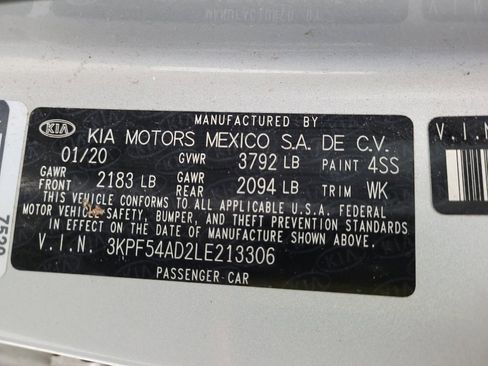 MANUFACTURED BY
KIA KIA MOTORS MEXICO S.A. DE C.V.
01/20 GVWR 3792 LB PAINT 4SS
GAWR FRONT 2183 LB GAWR REAR 2094 LB TRIM WK
THIS VEHICLE CONFORMS TO ALL APPLICABLE U.S.A. FEDERAL
MOTOR VEHICLE SAFETY, BUMPER, AND THEFT PREVENTION STANDARDS
IN EFFECT ON THE DATE OF MANUFACTURE SHOWN ABOVE.
V.I.N. 3KPF54AD2LE213306
PASSENGER CAR
V.I.N